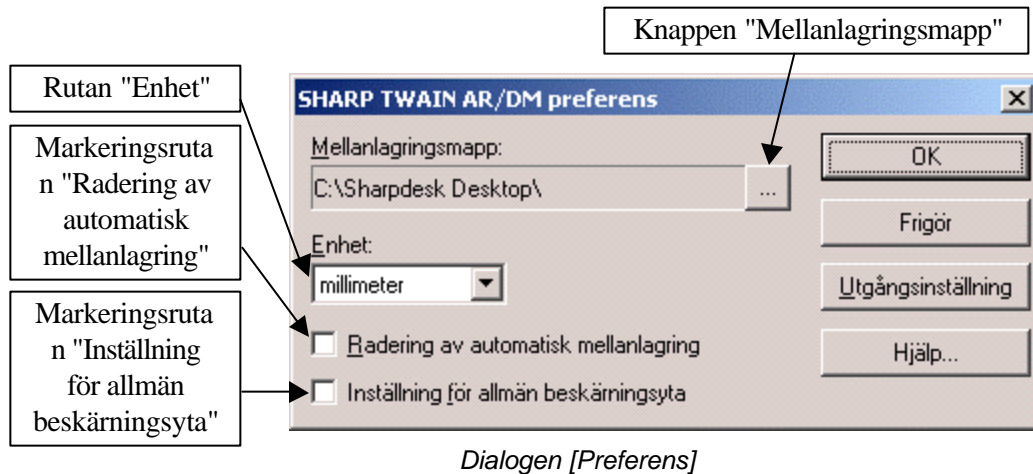 Knappen "Mellanlagringsmapp"
Rutan "Enhet"
Markeringsruta
n "Radering av
automatisk
mellanlagring"
Markeringsruta
n "Inställning
för allmän
beskärningsyta"
SHARP TWAIN AR/DM preferens
Mellanlagringsmapp:
C:\Sharpdesk Desktop\
...
Enhet:
millimeter
Radering av automatisk mellanlagring
Inställning för allmän beskärningsyta
OK
Frigör
Utgångsinställning
Hjälp...
Dialogen [Preferens]